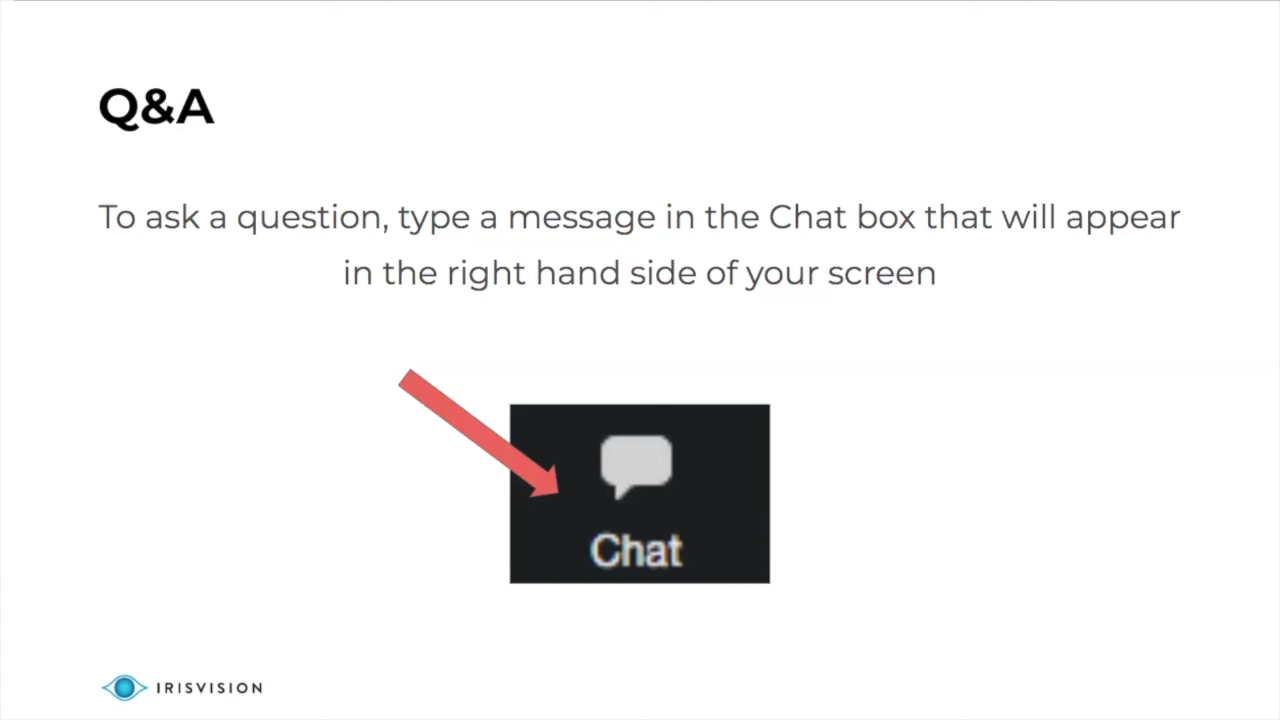 Q&A
To ask a question, type a message in the Chat box that will appear
in the right hand side of your screen
Chat
IRISVISION